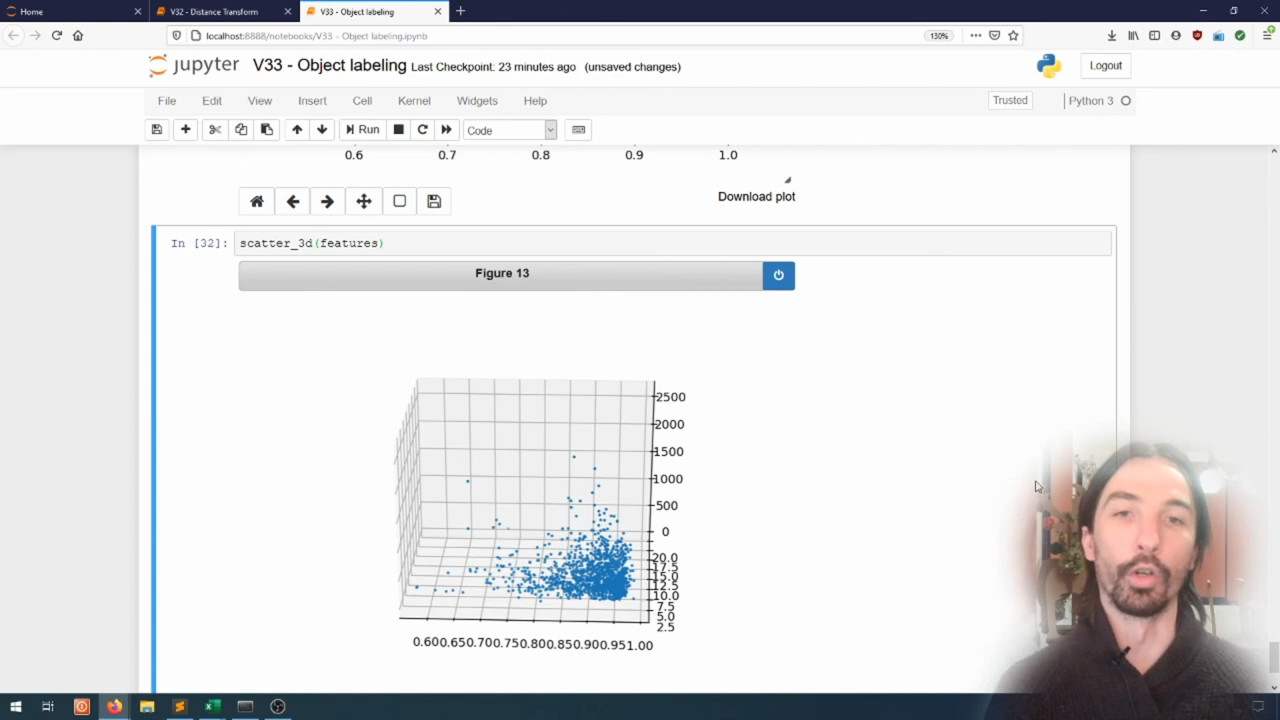 Home
V32 - Distance Transform
V33 - Object labeling
localhost:8888/notebooks/V33 - Object labeling.ipynb
130%
jupyter V33 - Object labeling Last Checkpoint: 23 minutes ago (unsaved changes)
Logout
File Edit View Insert Cell Kernel Widgets Help
Trusted
Python 3
Run
Code
0.6 0.7 0.8 0.9 1.0
Download plot
In [32]: scatter_3d(features)
Figure 13
2500
2000
1500
1000
500
0
20.0
17.5
15.0
12.5
10.0
7.5
5.0
2.5
0.600.650.700.750.800.850.900.951.00